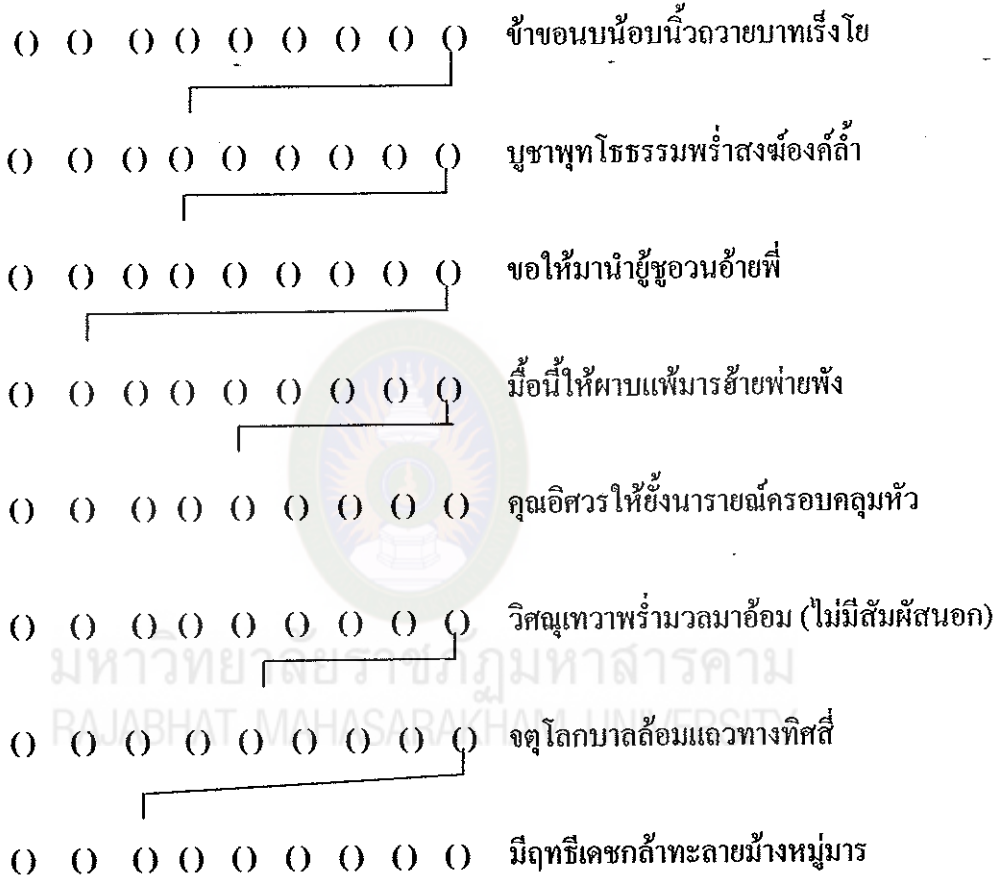 () () () () () () () () () ข้าขอนบน้อบนิ้วถวายบาทเร็งโย
() () () () () () () () () บูชาพุทโธธรรมพร่ำสงฆ์องค์ล้ำ
() () () () () () () () () ขอให้มานำยู้ชูอวนอ้ายพี่
() () () () () () () () () มื้อนี้ให้ผาบแพ้มารฮ้ายพ่ายพัง
() () () () () () () () () คุณอิศวรให้ยั้งนารายณ์ครอบคลุมหัว
() () () () () () () () () วิศณุเทวาพร่ำมวลมาอ้อม (ไม่มีสัมผัสนอก)
มหาวิทยาลัยราชภัฏมหาสารคาม
RAJABHAT MAHASARAKHAM UNIVERSITY
() () () () () () () () () จตุโลกบาลล้อมแถวทางทิศสี่
() () () () () () () () () มีฤทธีเดชกล้าทะลายม้างหมู่มาร